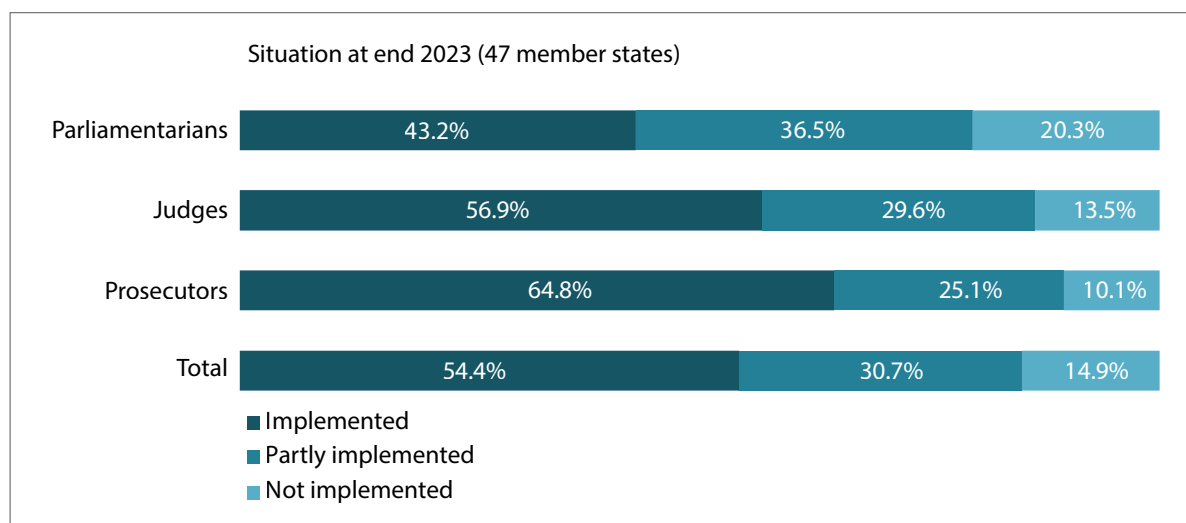 Situation at end 2023 (47 member states)
Parliamentarians 43.2% 36.5% 20.3%
Judges 56.9% 29.6% 13.5%
Prosecutors 64.8% 25.1% 10.1%
Total 54.4% 30.7% 14.9%
Implemented
Partly implemented
Not implemented